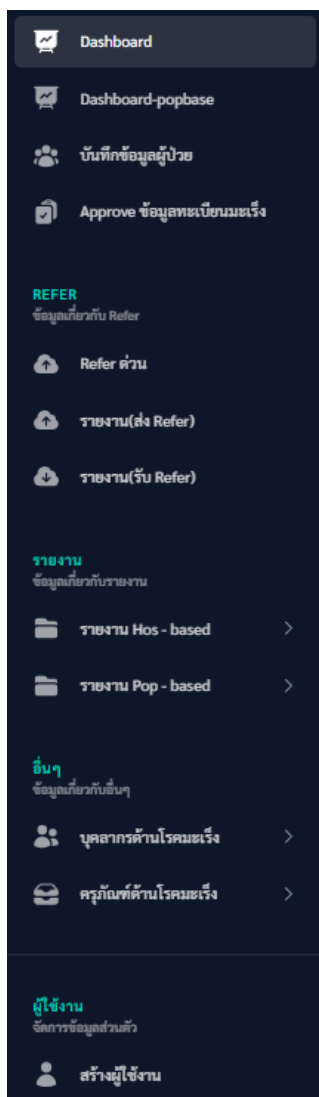 Dashboard
Dashboard-popbase
บันทึกข้อมูลผู้ป่วย
Approve ข้อมูลทะเบียนมะเร็ง
REFER
ข้อมูลเกี่ยวกับ Refer
Refer ด่วน
รายงาน(ส่ง Refer)
รายงาน(รับ Refer)
รายงาน
ข้อมูลเกี่ยวกับรายงาน
รายงาน Hos - based
รายงาน Pop - based
อื่นๆ
ข้อมูลเกี่ยวกับอื่นๆ
บุคลากรด้านโรคมะเร็ง
ครุภัณฑ์ด้านโรคมะเร็ง
ผู้ใช้งาน
จัดการข้อมูลส่วนตัว
สร้างผู้ใช้งาน